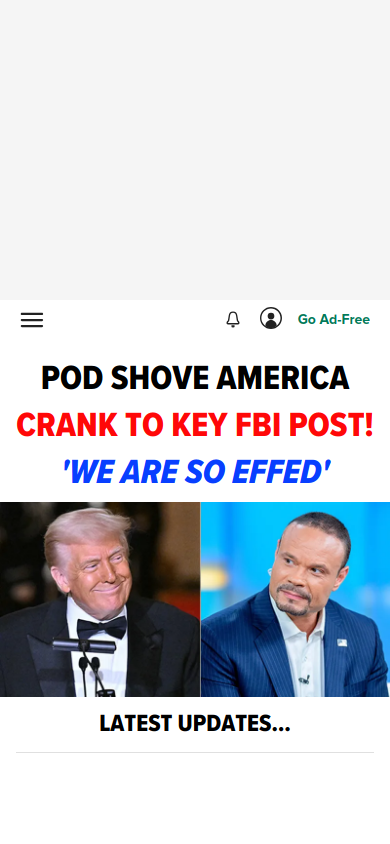 Go Ad-Free
POD SHOVE AMERICA
CRANK TO KEY FBI POST!
'WE ARE SO EFFED'
LATEST UPDATES...